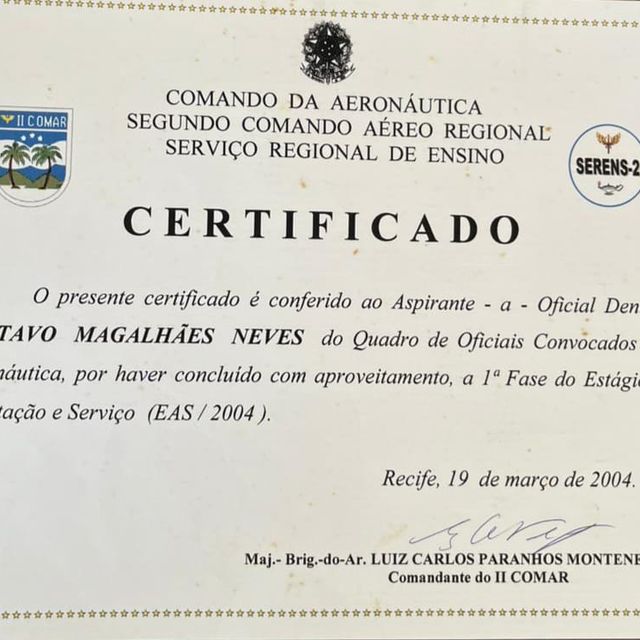 COMANDO DA AERONÁUTICA
SEGUNDO COMANDO AÉREO REGIONAL
SERVIÇO REGIONAL DE ENSINO
II COMAR
SERENS-2
CERTIFICADO
O presente certificado é conferido ao Aspirante - a - Oficial Den
TAVO MAGALHÃES NEVES do Quadro de Oficiais Convocados
náutica, por haver concluído com aproveitamento, a 1ª Fase do Estági
tação e Serviço (EAS / 2004 ).
Recife, 19 de março de 2004.
Maj.- Brig.-do-Ar. LUIZ CARLOS PARANHOS MONTENE
Comandante do II COMAR